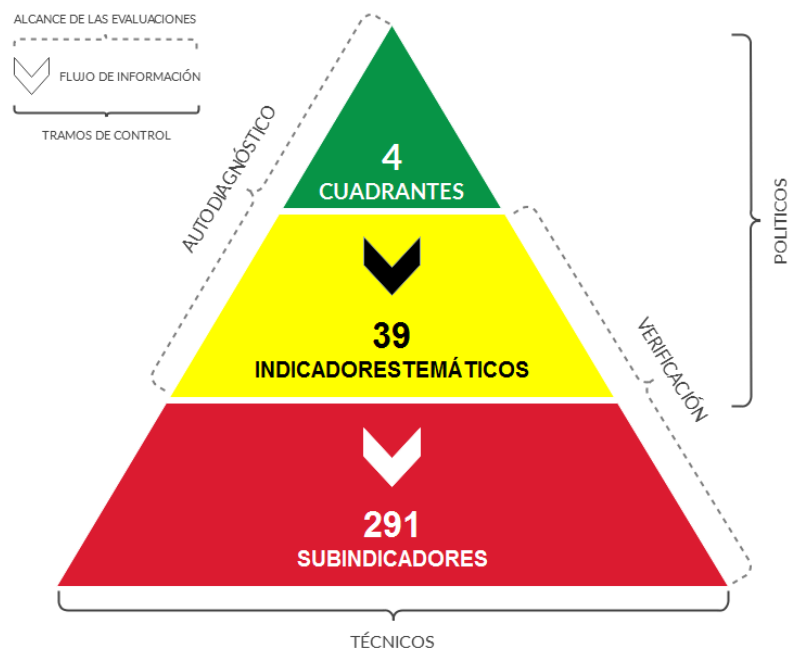 ALCANCE DE LAS EVALUACIONES
FLUJO DE INFORMACIÓN
TRAMOS DE CONTROL
AUTODIAGNÓSTICO
4
CUADRANTES
POLITICOS
39
INDICADORESTEMÁTICOS
VERIFICACIÓN
291
SUBINDICADORES
TÉCNICOS